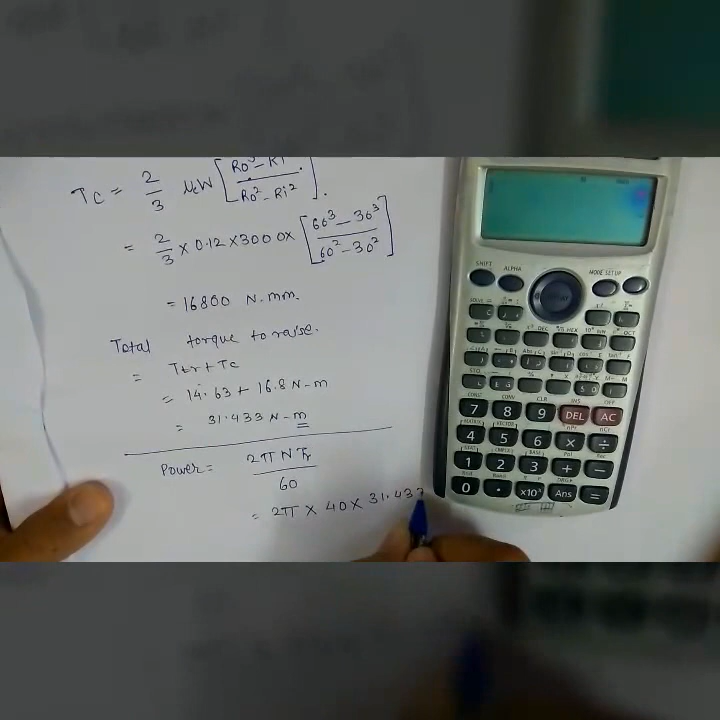 Tc = 2/3 μcW [Ro³ - Ri³ / Ro² - Ri²].
= 2/3 × 0.12 × 3000 × [60³ - 30³ / 60² - 30²]
= 16800 N-mm.
Total torque to raise.
= Ttr + Tc
= 14.63 + 16.8 N-m
= 31.433 N-m
Power = 2π N Tr / 60
= 2π × 40 × 31.433
SHIFT ALPHA MODE SETUP
7 8 9 DEL AC
4 5 6 × ÷
1 2 3 + −
0 . ×10ˣ Ans =